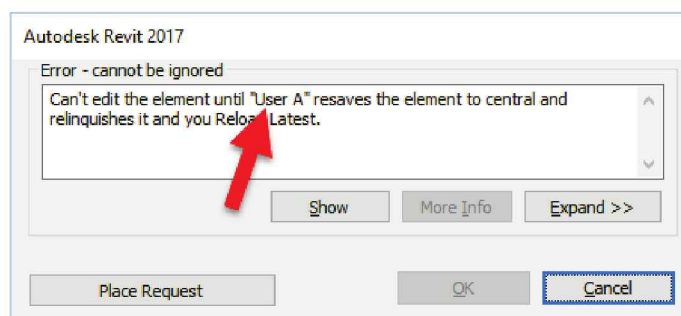 Autodesk Revit 2017
Error - cannot be ignored
Can't edit the element until "User A" resaves the element to central and
relinquishes it and you Reload Latest.
Show More Info Expand >>
Place Request OK Cancel